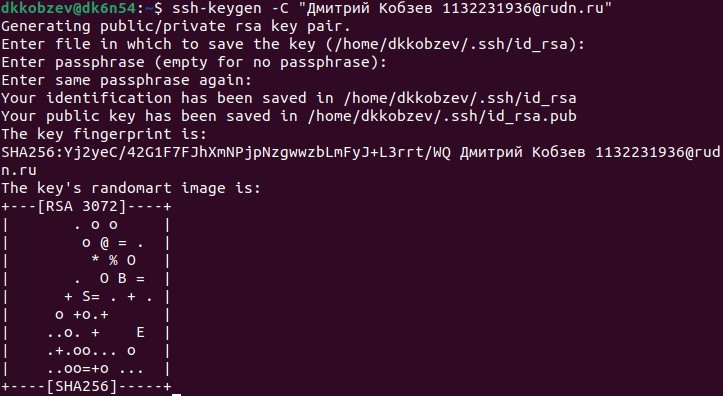 dkkobzev@dk6n54:~$ ssh-keygen -C "Дмитрий Кобзев 1132231936@rudn.ru"
Generating public/private rsa key pair.
Enter file in which to save the key (/home/dkkobzev/.ssh/id_rsa):
Enter passphrase (empty for no passphrase):
Enter same passphrase again:
Your identification has been saved in /home/dkkobzev/.ssh/id_rsa
Your public key has been saved in /home/dkkobzev/.ssh/id_rsa.pub
The key fingerprint is:
SHA256:Yj2yeC/42G1F7FJhXmNPjpNzgwwzbLmFyJ+L3rrt/WQ Дмитрий Кобзев 1132231936@rud
n.ru
The key's randomart image is:
+---[RSA 3072]----+
|       . o o     |
|        o @ = .  |
|         * % O   |
|       .  O B =  |
|      + S= . + . |
|     o +o.+      |
|    ..o. +    E  |
|    .+.oo... o   |
|    ..oo=+o ...  |
+----[SHA256]-----+